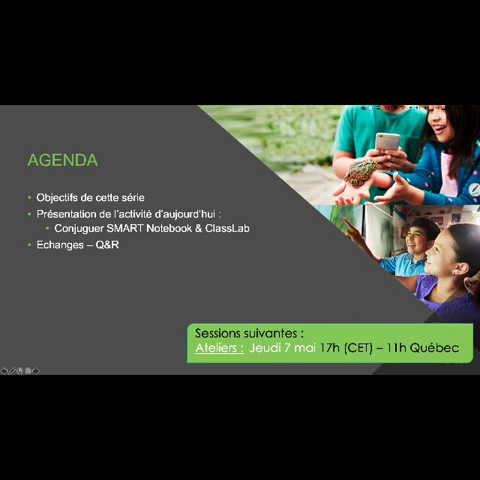 AGENDA
• Objectifs de cette série
• Présentation de l'activité d'aujourd'hui :
• Conjuguer SMART Notebook & ClassLab
• Echanges – Q&R
Sessions suivantes :
Ateliers : Jeudi 7 mai 17h (CET) – 11h Québec